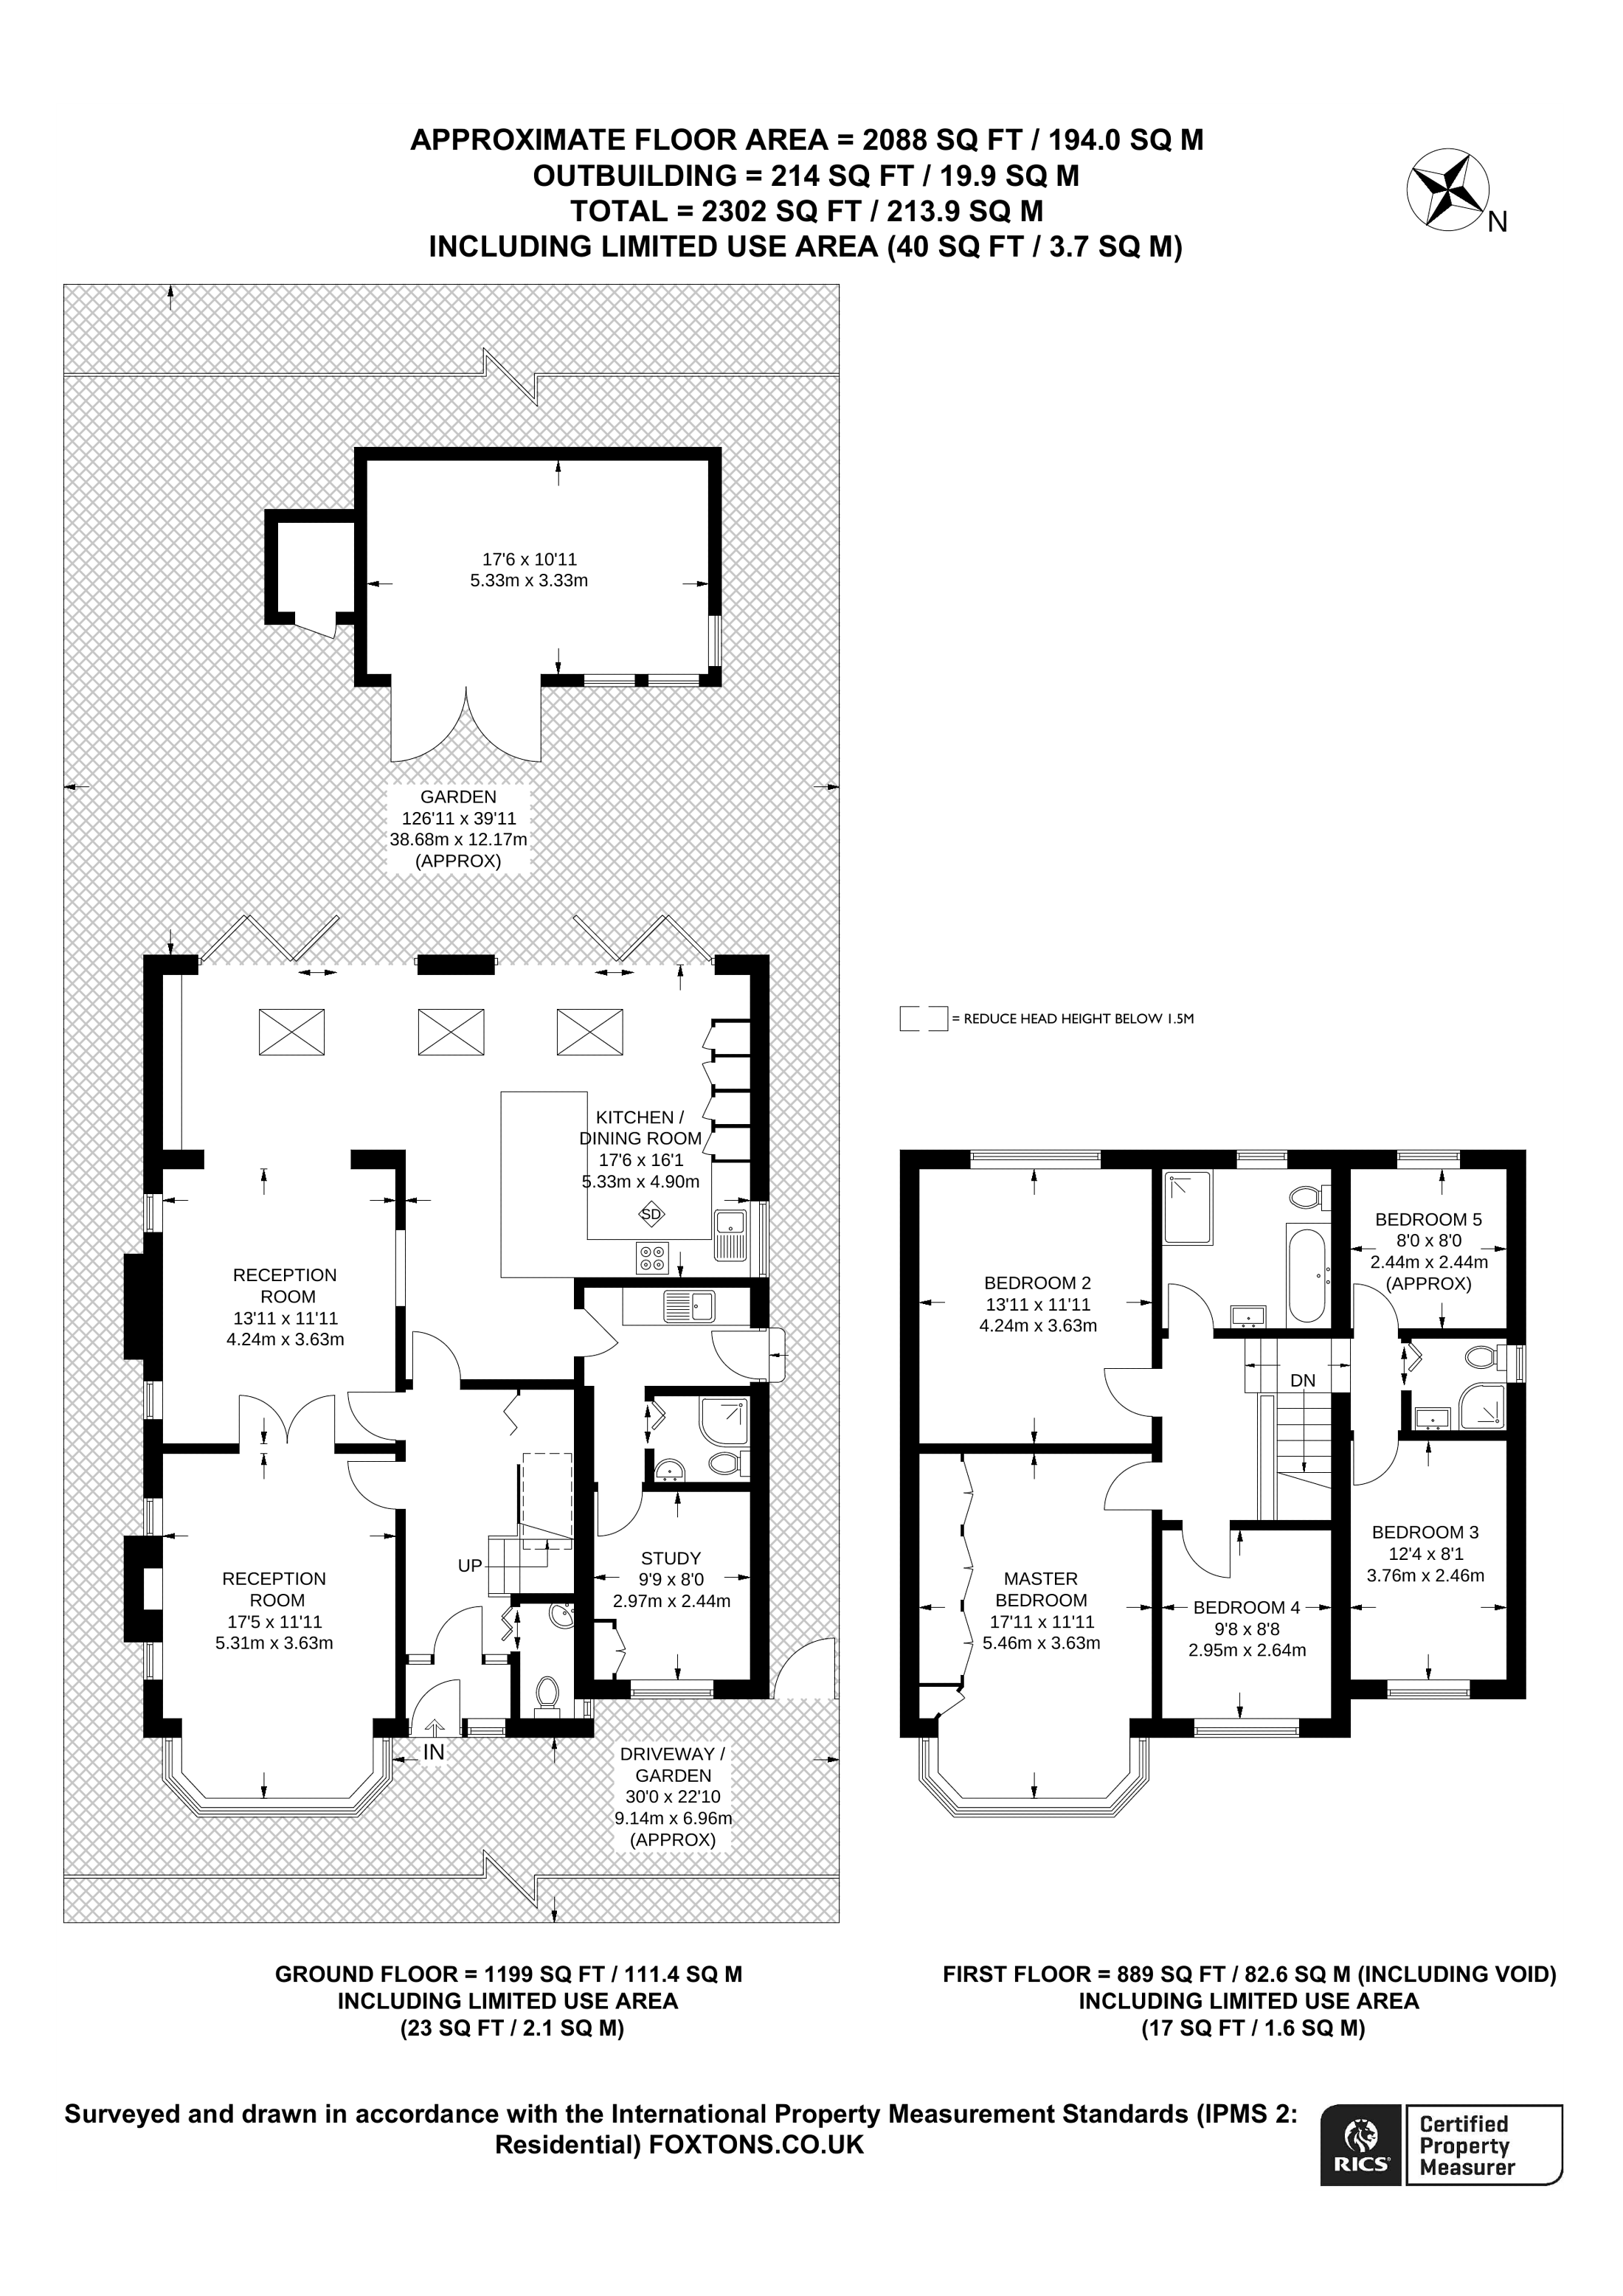 APPROXIMATE FLOOR AREA = 2088 SQ FT / 194.0 SQ M
OUTBUILDING = 214 SQ FT / 19.9 SQ M
TOTAL = 2302 SQ FT / 213.9 SQ M
INCLUDING LIMITED USE AREA (40 SQ FT / 3.7 SQ M)
N
17'6 x 10'11
5.33m x 3.33m
GARDEN
126'11 x 39'11
38.68m x 12.17m
(APPROX)
= REDUCE HEAD HEIGHT BELOW 1.5M
KITCHEN /
DINING ROOM
17'6 x 16'1
5.33m x 4.90m
SD
RECEPTION
ROOM
13'11 x 11'11
4.24m x 3.63m
UP
RECEPTION
ROOM
17'5 x 11'11
5.31m x 3.63m
STUDY
9'9 x 8'0
2.97m x 2.44m
IN
DRIVEWAY /
GARDEN
30'0 x 22'10
9.14m x 6.96m
(APPROX)
BEDROOM 2
13'11 x 11'11
4.24m x 3.63m
BEDROOM 5
8'0 x 8'0
2.44m x 2.44m
(APPROX)
DN
MASTER
BEDROOM
17'11 x 11'11
5.46m x 3.63m
BEDROOM 4
9'8 x 8'8
2.95m x 2.64m
BEDROOM 3
12'4 x 8'1
3.76m x 2.46m
GROUND FLOOR = 1199 SQ FT / 111.4 SQ M
INCLUDING LIMITED USE AREA
(23 SQ FT / 2.1 SQ M)
FIRST FLOOR = 889 SQ FT / 82.6 SQ M (INCLUDING VOID)
INCLUDING LIMITED USE AREA
(17 SQ FT / 1.6 SQ M)
Surveyed and drawn in accordance with the International Property Measurement Standards (IPMS 2:
Residential) FOXTONS.CO.UK
RICS
Certified
Property
Measurer